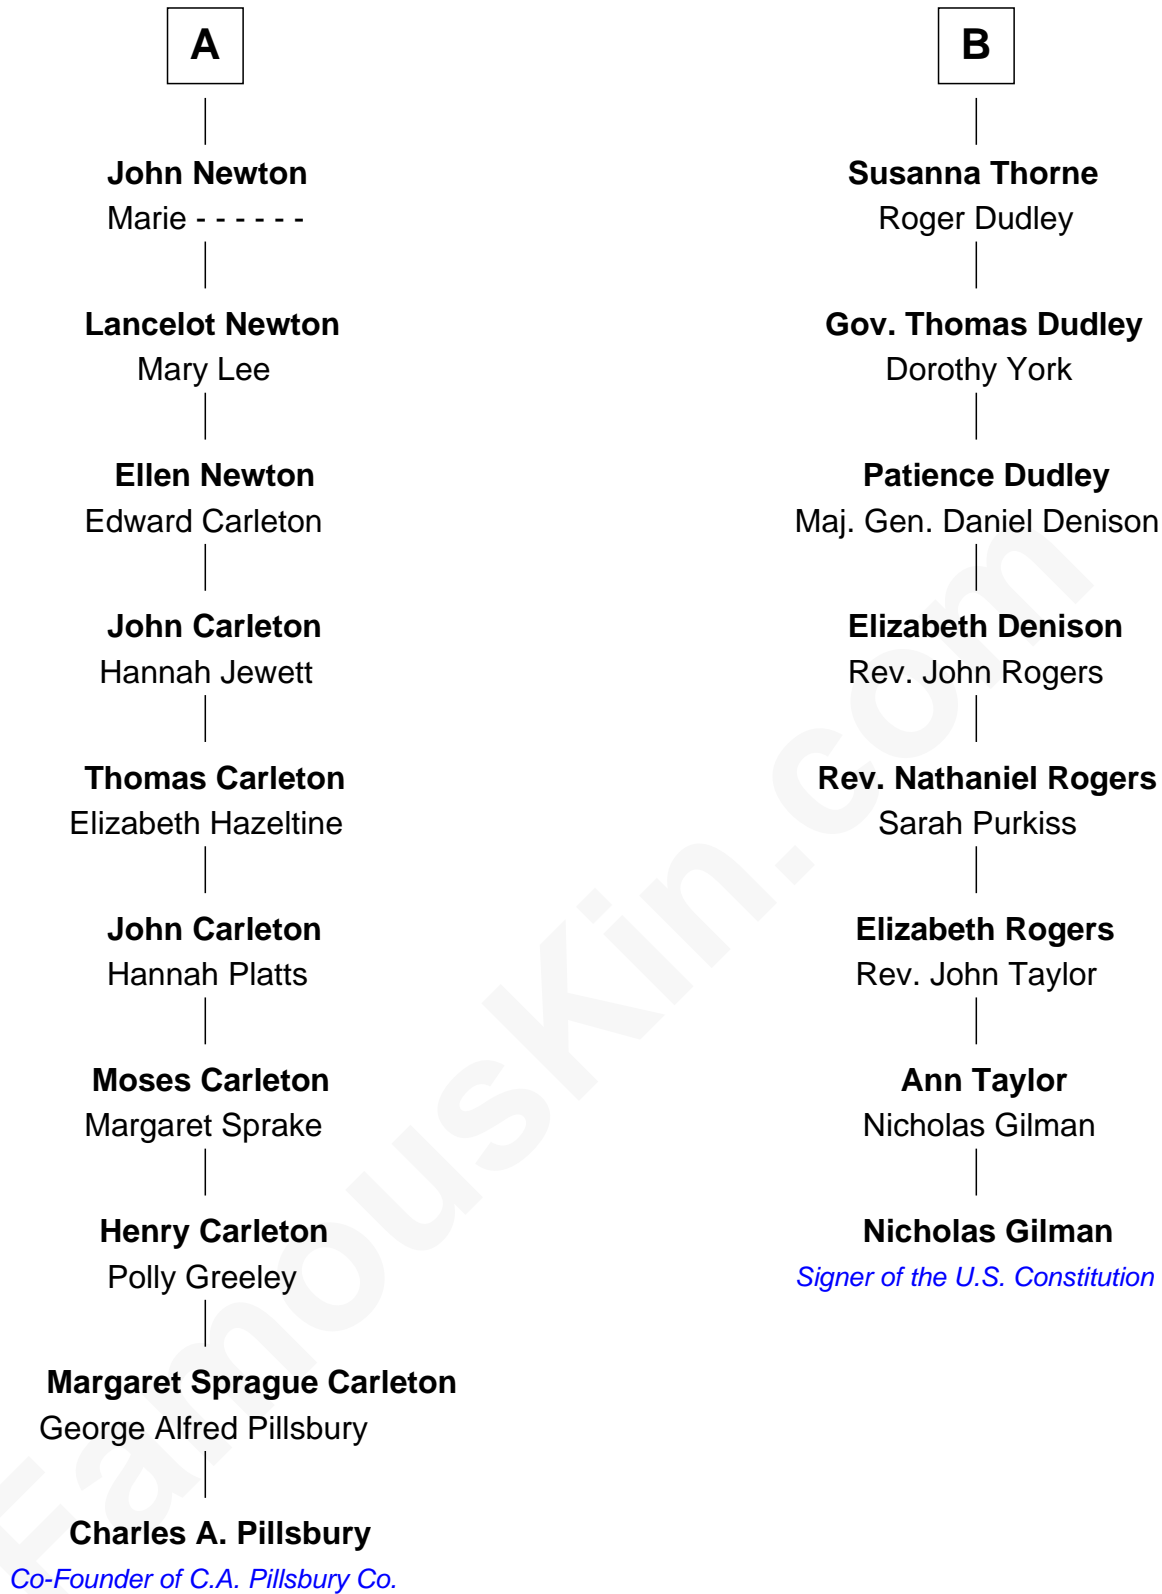 A
John Newton
Marie - - - - - -
Lancelot Newton
Mary Lee
Ellen Newton
Edward Carleton
John Carleton
Hannah Jewett
Thomas Carleton
Elizabeth Hazeltine
John Carleton
Hannah Platts
Moses Carleton
Margaret Sprake
Henry Carleton
Polly Greeley
Margaret Sprague Carleton
George Alfred Pillsbury
Charles A. Pillsbury
Co-Founder of C.A. Pillsbury Co.
B
Susanna Thorne
Roger Dudley
Gov. Thomas Dudley
Dorothy York
Patience Dudley
Maj. Gen. Daniel Denison
Elizabeth Denison
Rev. John Rogers
Rev. Nathaniel Rogers
Sarah Purkiss
Elizabeth Rogers
Rev. John Taylor
Ann Taylor
Nicholas Gilman
Nicholas Gilman
Signer of the U.S. Constitution
FamousKin.com